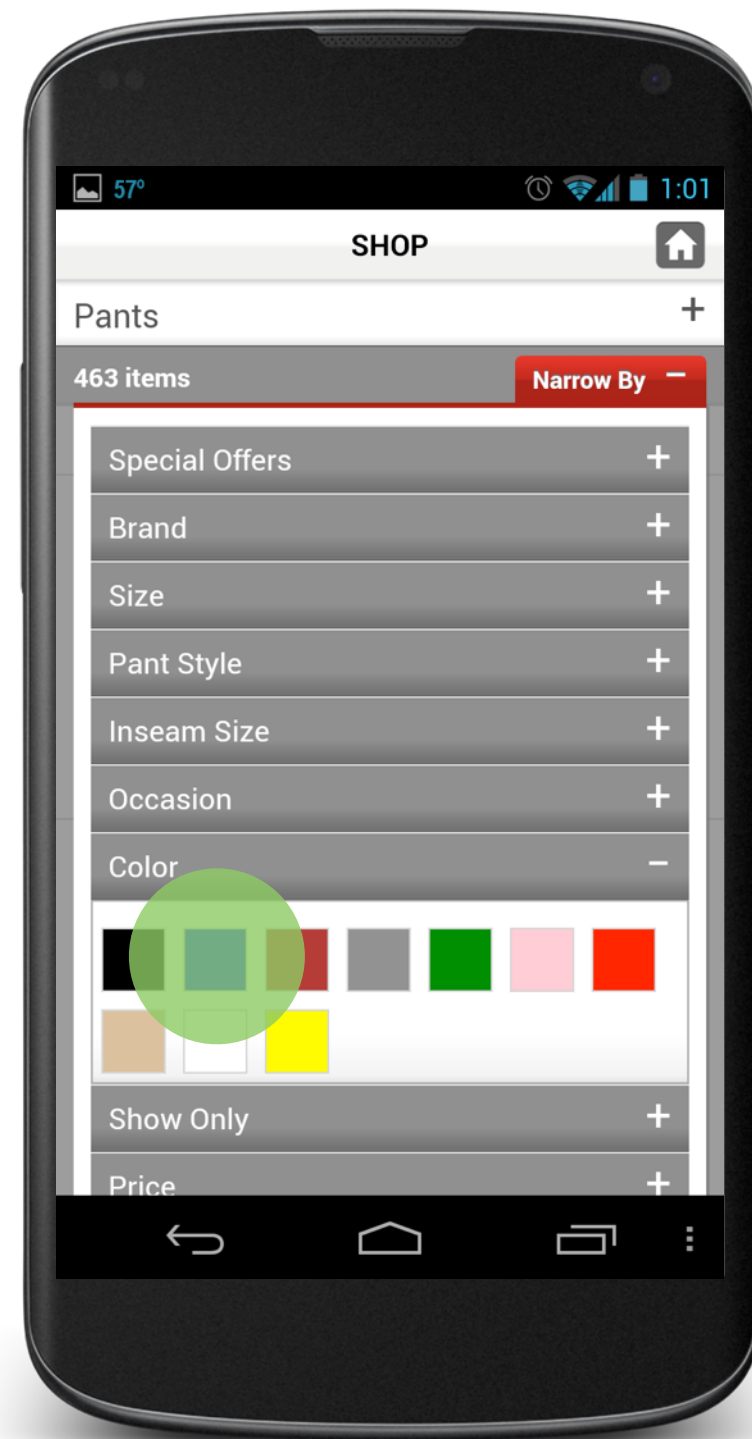 57° 1:01
SHOP
Pants +
463 items Narrow By −
Special Offers +
Brand +
Size +
Pant Style +
Inseam Size +
Occasion +
Color −
Show Only +
Price +